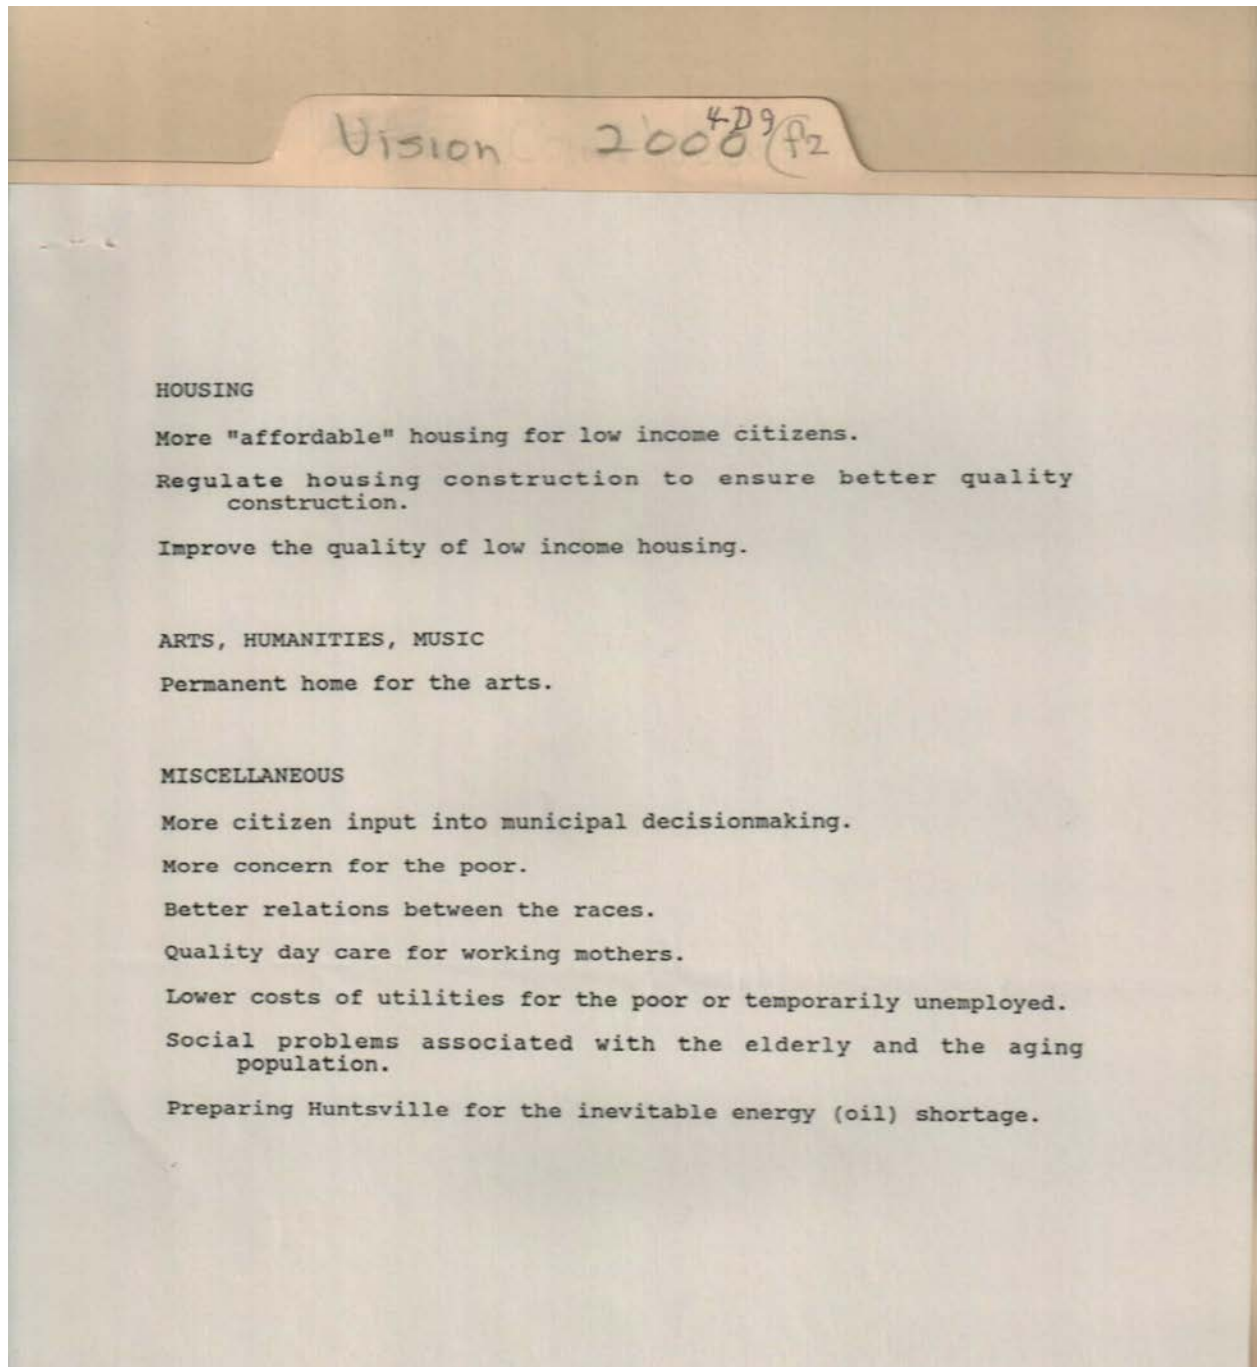 Vision 2000 4-D9 (f2
HOUSING
More "affordable" housing for low income citizens.
Regulate housing construction to ensure better quality
construction.
Improve the quality of low income housing.
ARTS, HUMANITIES, MUSIC
Permanent home for the arts.
MISCELLANEOUS
More citizen input into municipal decisionmaking.
More concern for the poor.
Better relations between the races.
Quality day care for working mothers.
Lower costs of utilities for the poor or temporarily unemployed.
Social problems associated with the elderly and the aging
population.
Preparing Huntsville for the inevitable energy (oil) shortage.